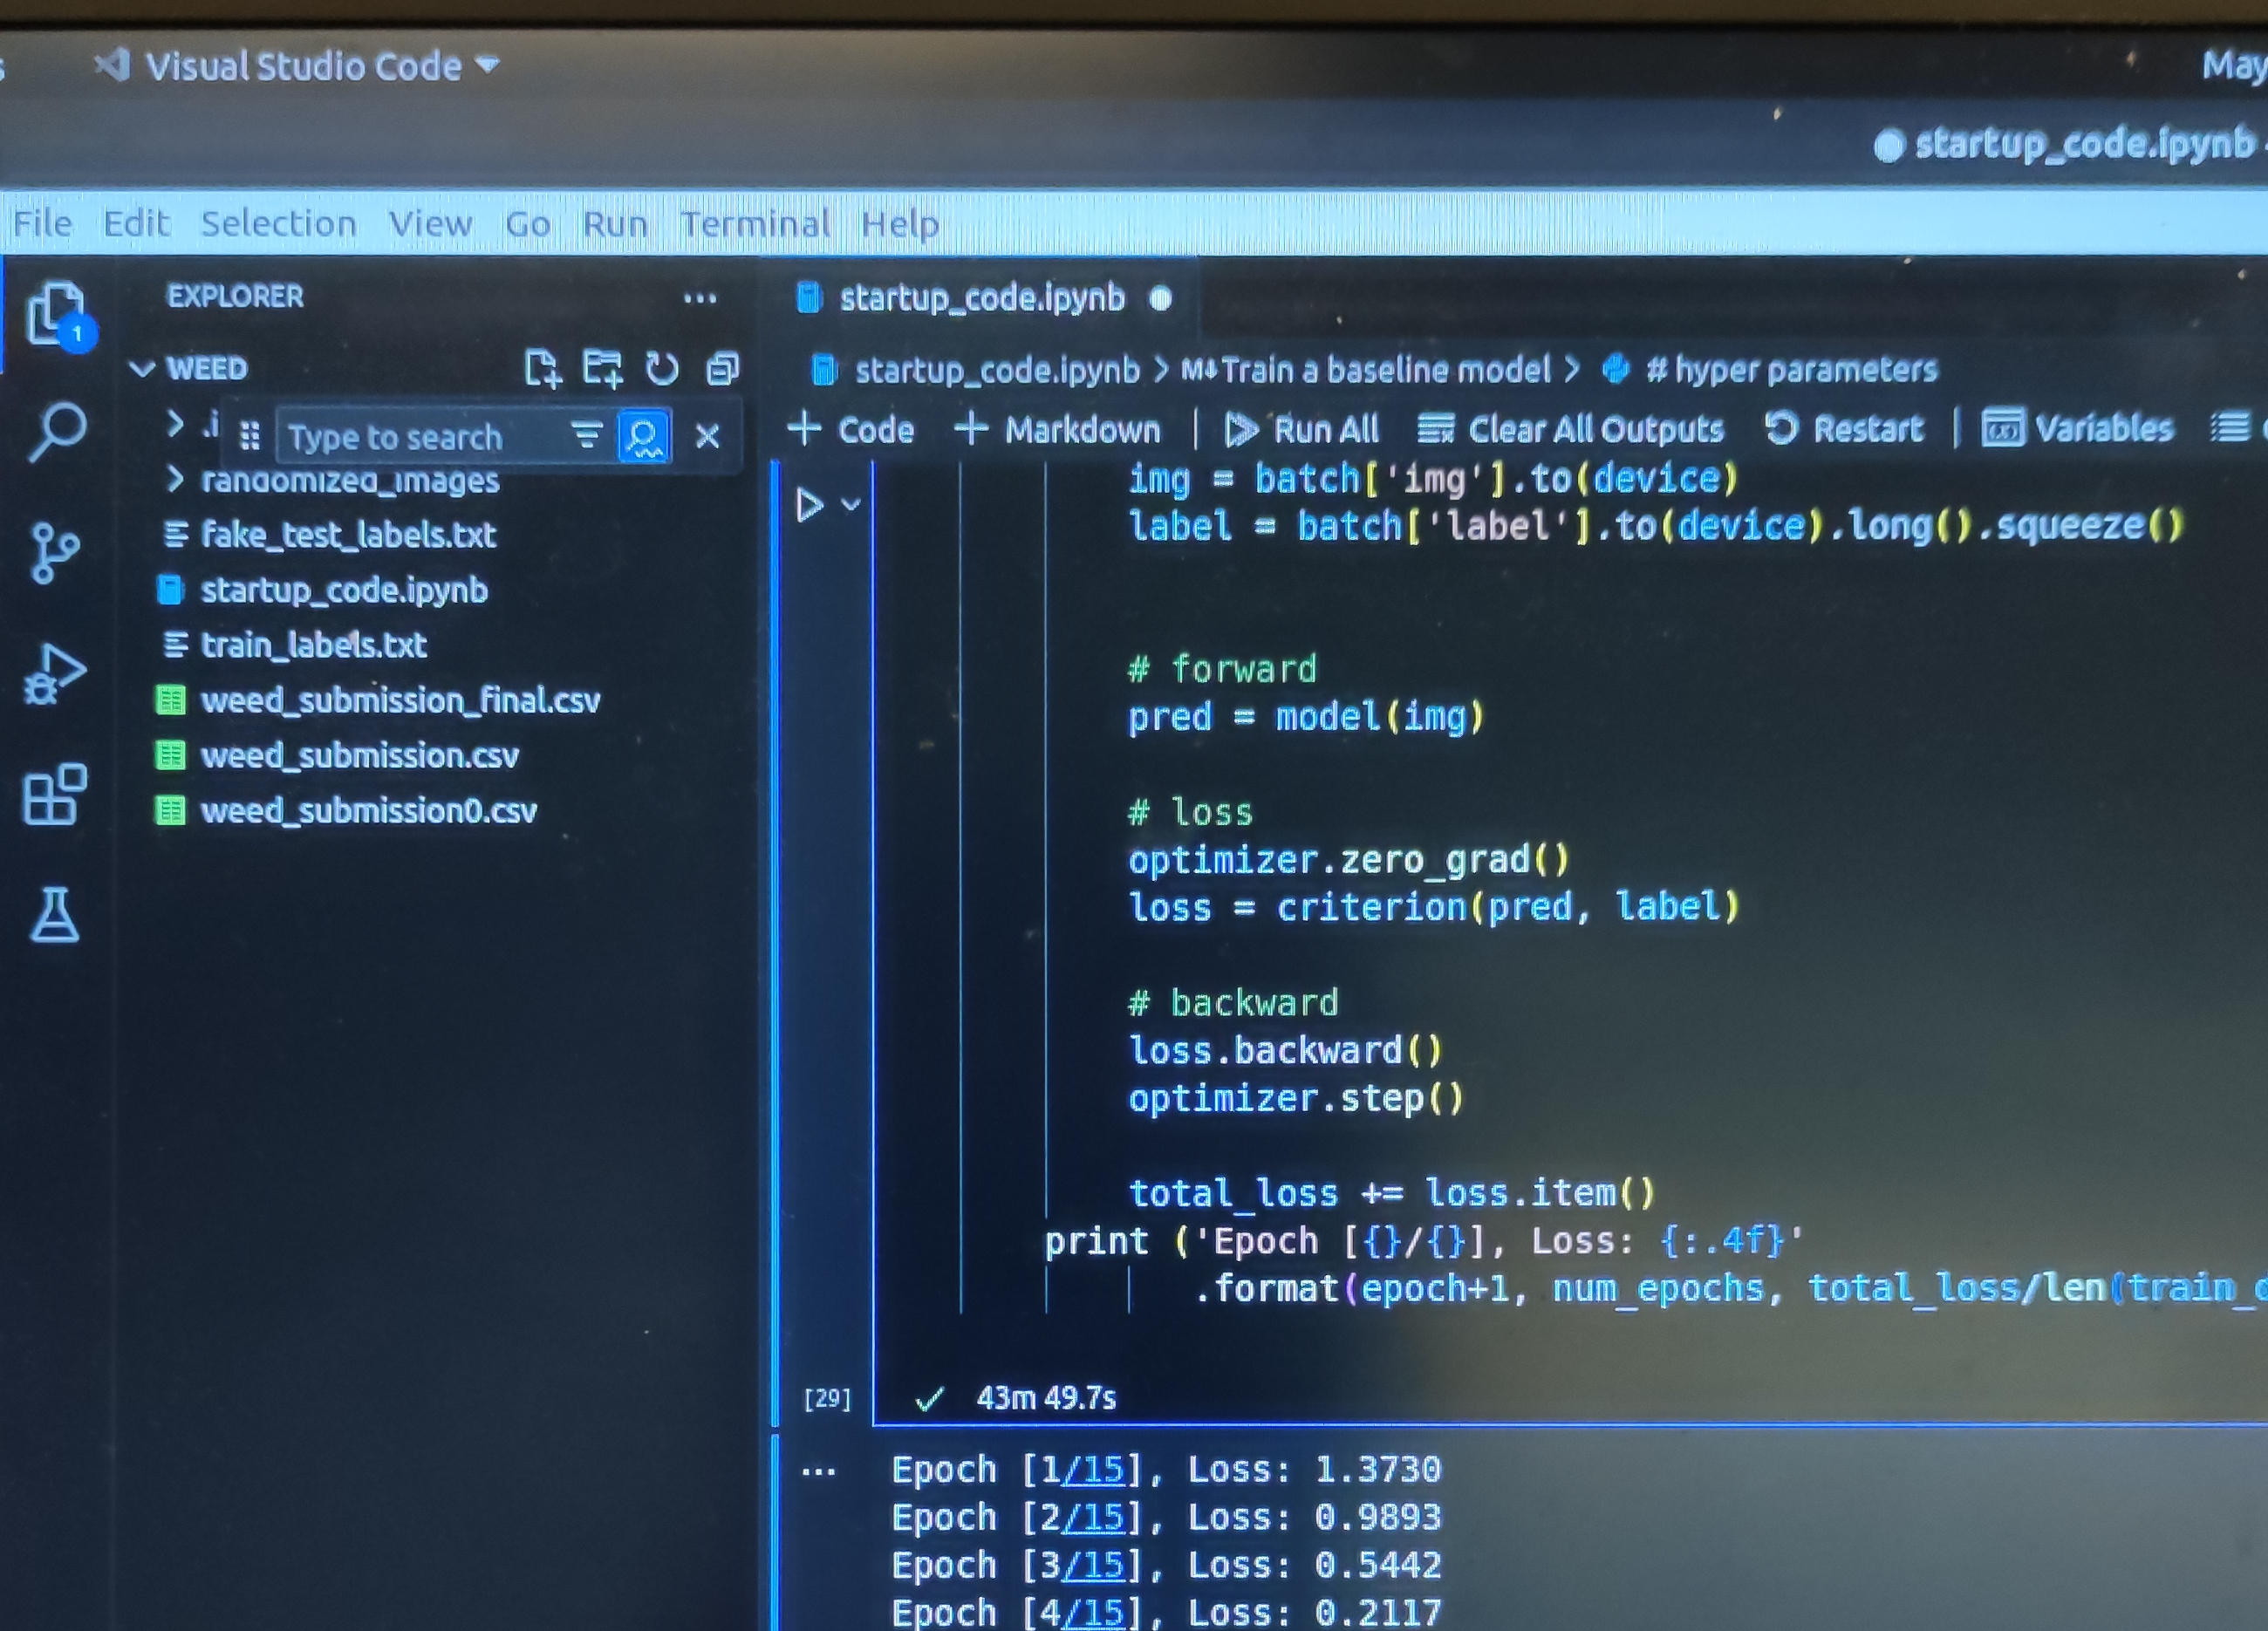 Visual Studio Code
May
startup_code.ipynb
File Edit Selection View Go Run Terminal Help
EXPLORER
startup_code.ipynb
1
WEED
startup_code.ipynb > M↓ Train a baseline model > # hyper parameters
Type to search
+ Code + Markdown | Run All Clear All Outputs Restart | Variables
randomized_images
fake_test_labels.txt
startup_code.ipynb
train_labels.txt
weed_submission_final.csv
weed_submission.csv
weed_submission0.csv
img = batch['img'].to(device)
label = batch['label'].to(device).long().squeeze()
# forward
pred = model(img)
# loss
optimizer.zero_grad()
loss = criterion(pred, label)
# backward
loss.backward()
optimizer.step()
total_loss += loss.item()
print ('Epoch [{}/{}], Loss: {:.4f}'
.format(epoch+1, num_epochs, total_loss/len(train_
[29] ✓ 43m 49.7s
... Epoch [1/15], Loss: 1.3730
Epoch [2/15], Loss: 0.9893
Epoch [3/15], Loss: 0.5442
Epoch [4/15], Loss: 0.2117